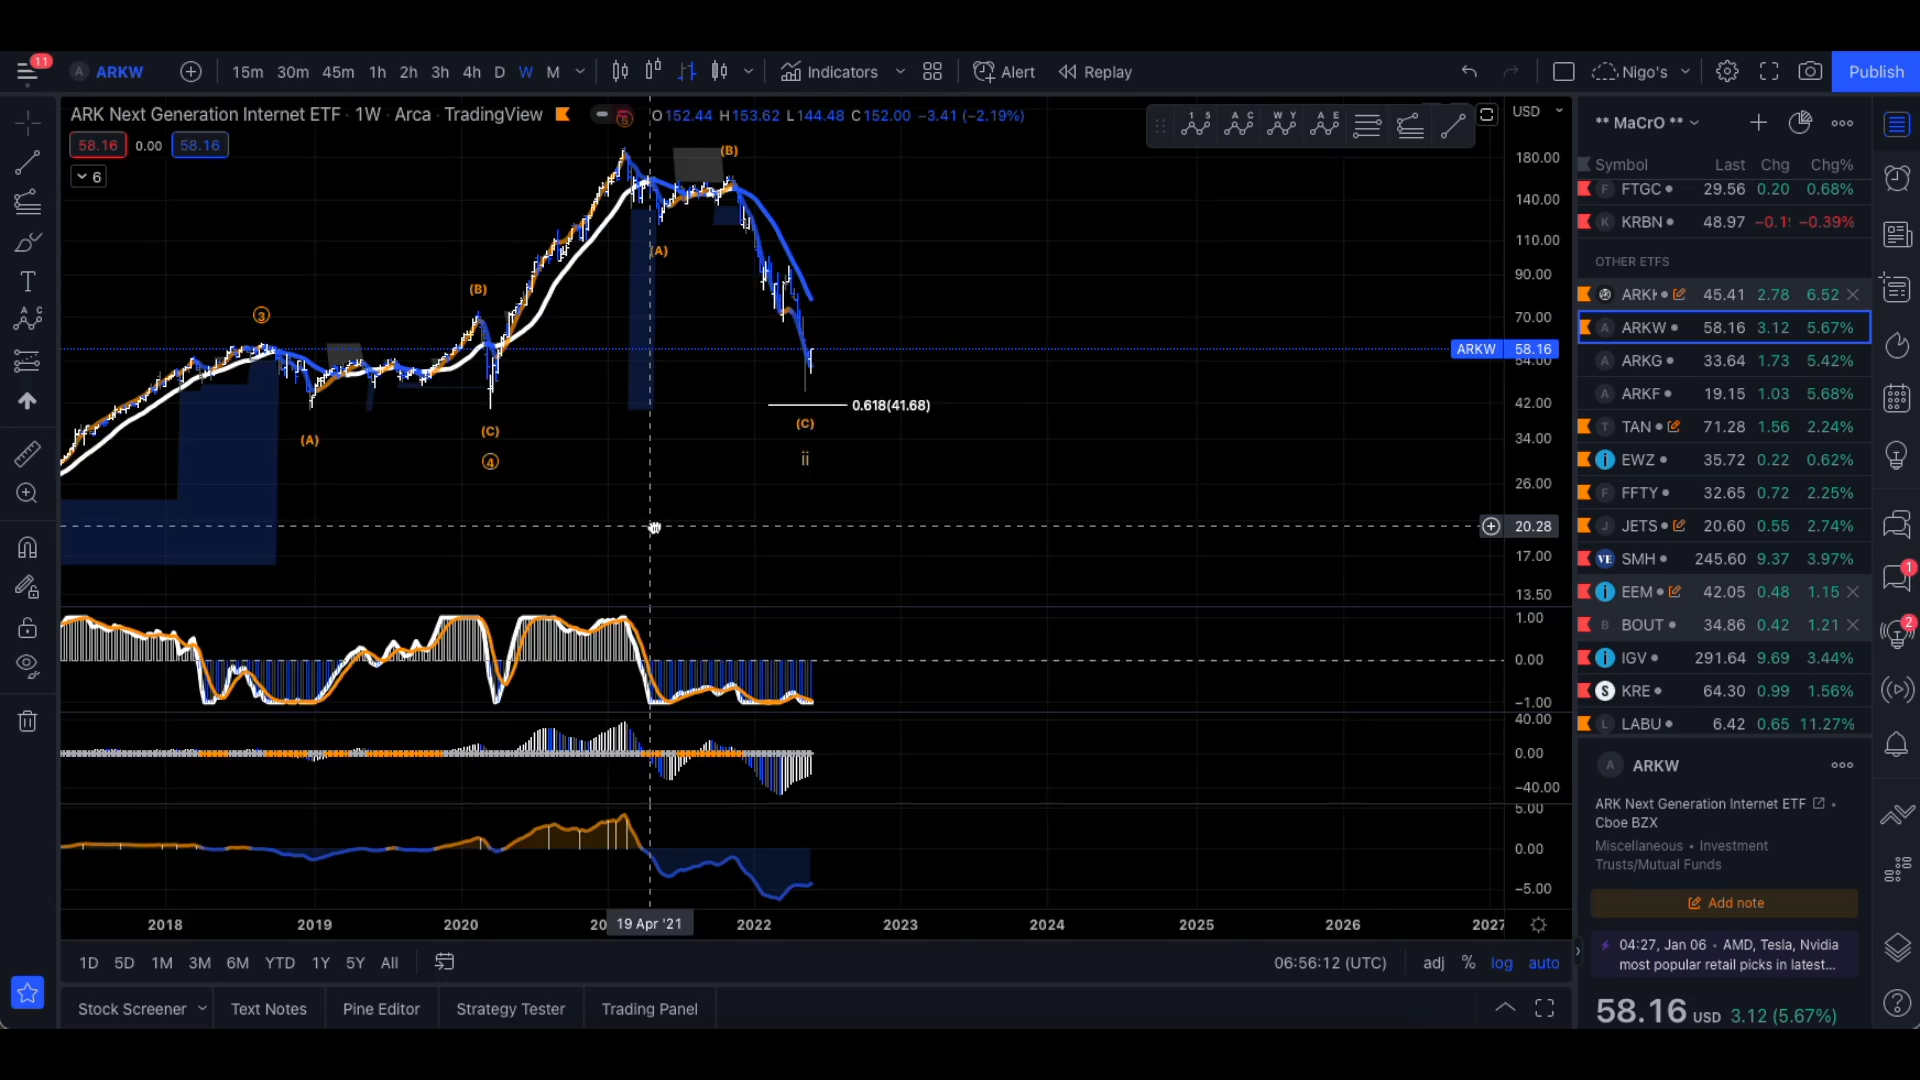 11
A ARKW 15m 30m 45m 1h 2h 3h 4h D W M Indicators Alert Replay Nigo's Publish
ARK Next Generation Internet ETF · 1W · Arca · TradingView O152.44 H153.62 L144.48 C152.00 −3.41 (−2.19%)
58.16 0.00 58.16
6
1 5 A C W Y A E
USD
180.00
140.00
110.00
90.00
70.00
ARKW 58.16
54.00
42.00
34.00
26.00
20.28
17.00
13.50
(B)
(A)
(B)
3
0.618(41.68)
(C)
ii
(A)
(C)
4
1.00
0.00
−1.00
40.00
0.00
−40.00
5.00
0.00
−5.00
2018 2019 2020 20 19 Apr '21 2022 2023 2024 2025 2026 2027
1D 5D 1M 3M 6M YTD 1Y 5Y All 06:56:12 (UTC) adj % log auto
Stock Screener Text Notes Pine Editor Strategy Tester Trading Panel
** MaCrO **
Symbol Last Chg Chg%
F FTGC 29.56 0.20 0.68%
K KRBN 48.97 −0.1 −0.39%
OTHER ETFS
ARK 45.41 2.78 6.52
A ARKW 58.16 3.12 5.67%
A ARKG 33.64 1.73 5.42%
A ARKF 19.15 1.03 5.68%
T TAN 71.28 1.56 2.24%
i EWZ 35.72 0.22 0.62%
F FFTY 32.65 0.72 2.25%
J JETS 20.60 0.55 2.74%
VE SMH 245.60 9.37 3.97%
i EEM 42.05 0.48 1.15
B BOUT 34.86 0.42 1.21
i IGV 291.64 9.69 3.44%
S KRE 64.30 0.99 1.56%
L LABU 6.42 0.65 11.27%
A ARKW
ARK Next Generation Internet ETF •
Cboe BZX
Miscellaneous • Investment
Trusts/Mutual Funds
Add note
04:27, Jan 06 • AMD, Tesla, Nvidia
most popular retail picks in latest...
58.16 USD 3.12 (5.67%)
1
2